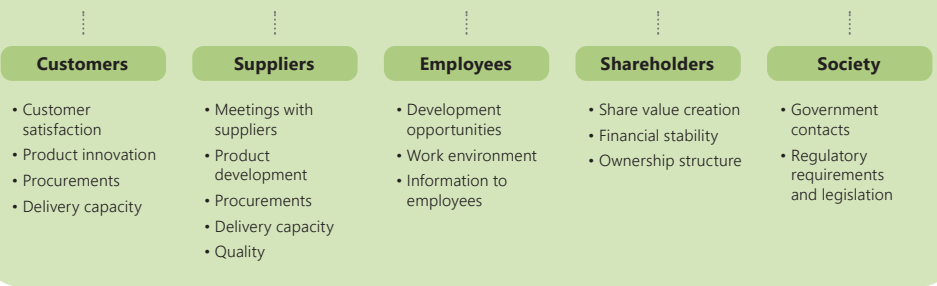 Customers
• Customer
satisfaction
• Product innovation
• Procurements
• Delivery capacity
Suppliers
• Meetings with
suppliers
• Product
development
• Procurements
• Delivery capacity
• Quality
Employees
• Development
opportunities
• Work environment
• Information to
employees
Shareholders
• Share value creation
• Financial stability
• Ownership structure
Society
• Government
contacts
• Regulatory
requirements
and legislation